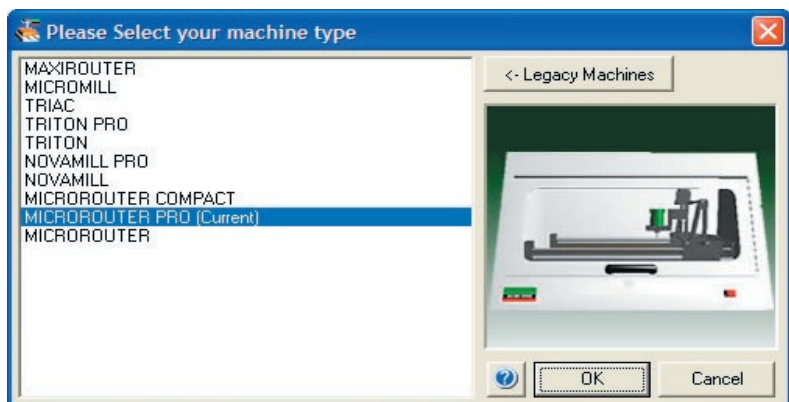 Please Select your machine type
MAXIROUTER
MICROMILL
TRIAC
TRITON PRO
TRITON
NOVAMILL PRO
NOVAMILL
MICROROUTER COMPACT
MICROROUTER PRO (Current)
MICROROUTER
<- Legacy Machines
?
OK
Cancel